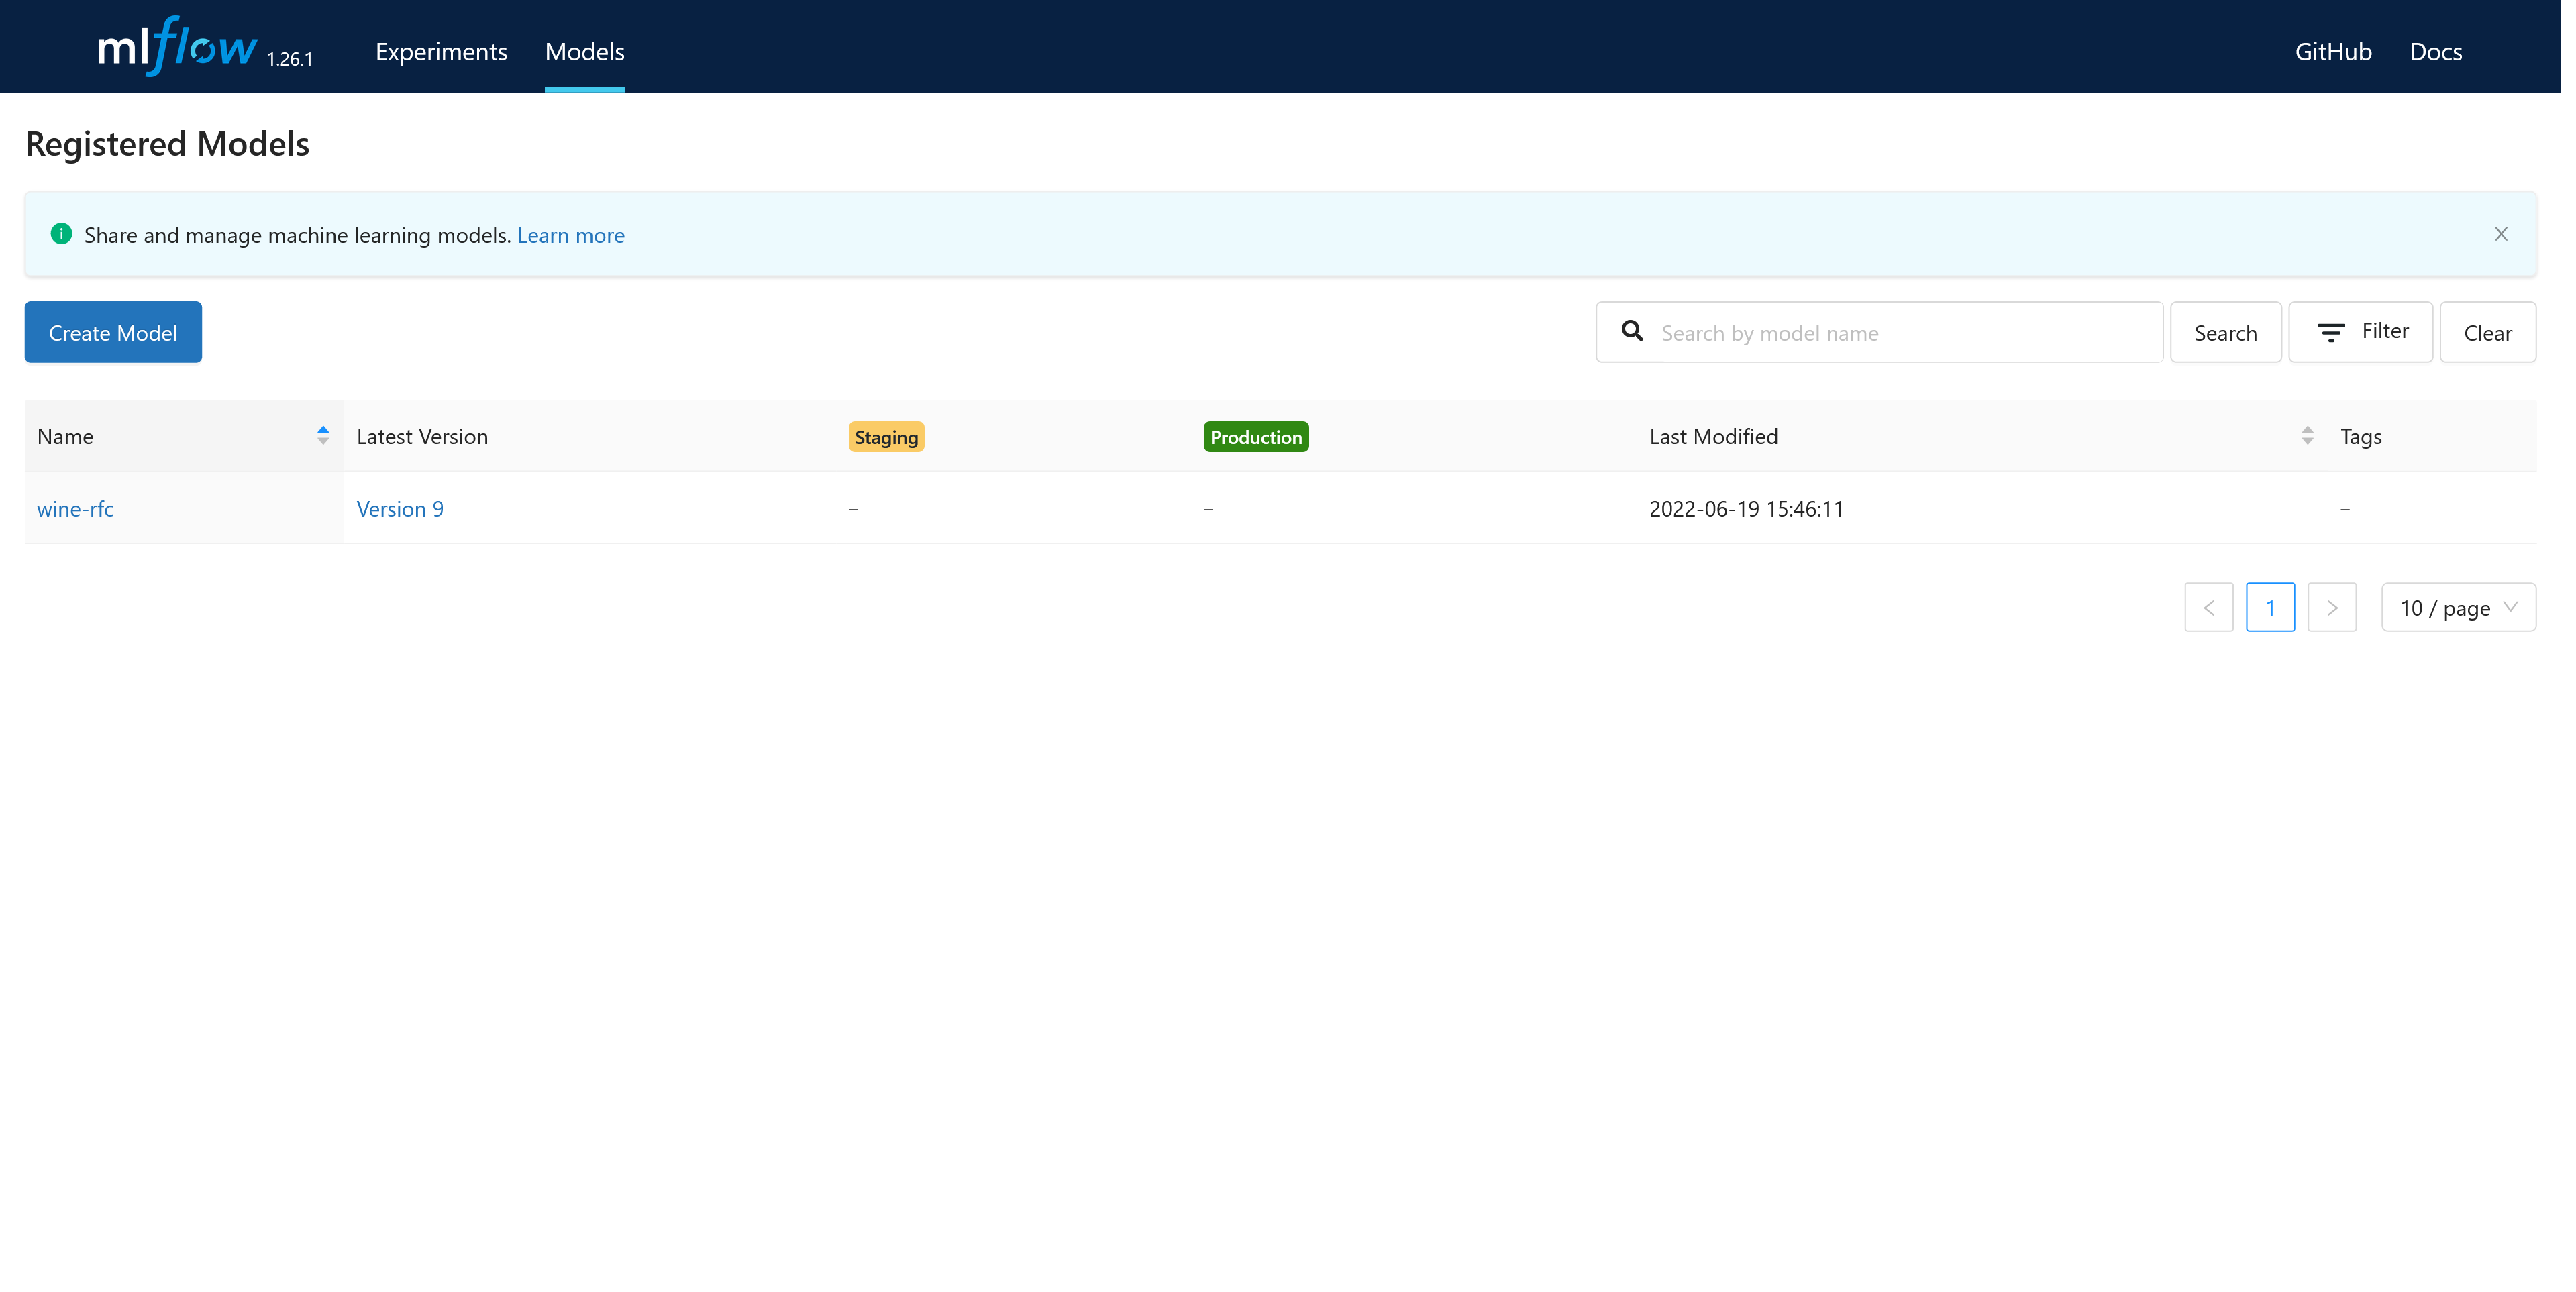 mlflow 1.26.1 Experiments Models GitHub Docs
Registered Models
Share and manage machine learning models. Learn more
Create Model Search by model name Search Filter Clear
Name Latest Version Staging Production Last Modified Tags
wine-rfc Version 9 – – 2022-06-19 15:46:11 –
1 10 / page